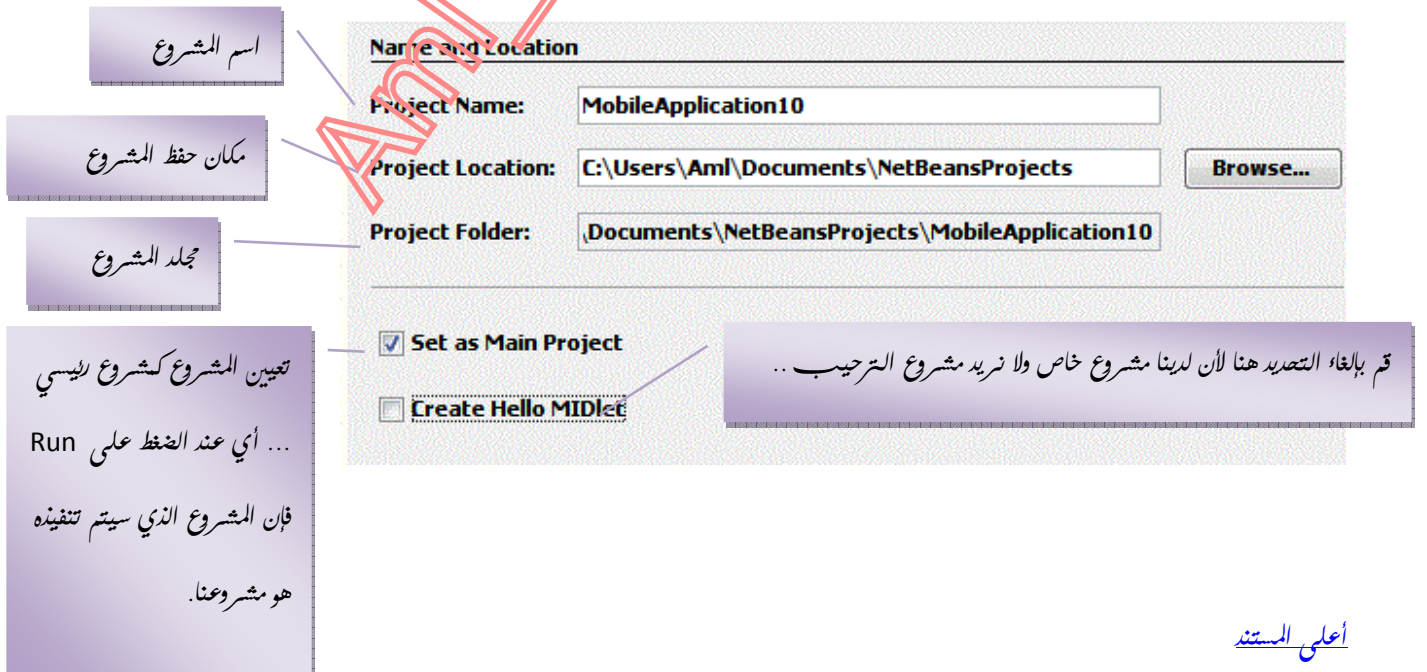 اسم المشروع
Name and Location
Project Name: MobileApplication10
مكان حفظ المشروع
Project Location: C:\Users\Aml\Documents\NetBeansProjects Browse...
مجلد المشروع
Project Folder: \Documents\NetBeansProjects\MobileApplication10
Set as Main Project
قم بإلغاء التحديد هنا لأن لدينا مشروع خاص ولا نريد مشروع الترحيب ..
Create Hello MIDlet
تعيين المشروع كمشروع رئيسي
... أي عند الضغط على Run
فإن المشروع الذي سيتم تنفيذه
هو مشروعنا.
أعلى المستند
Aml_